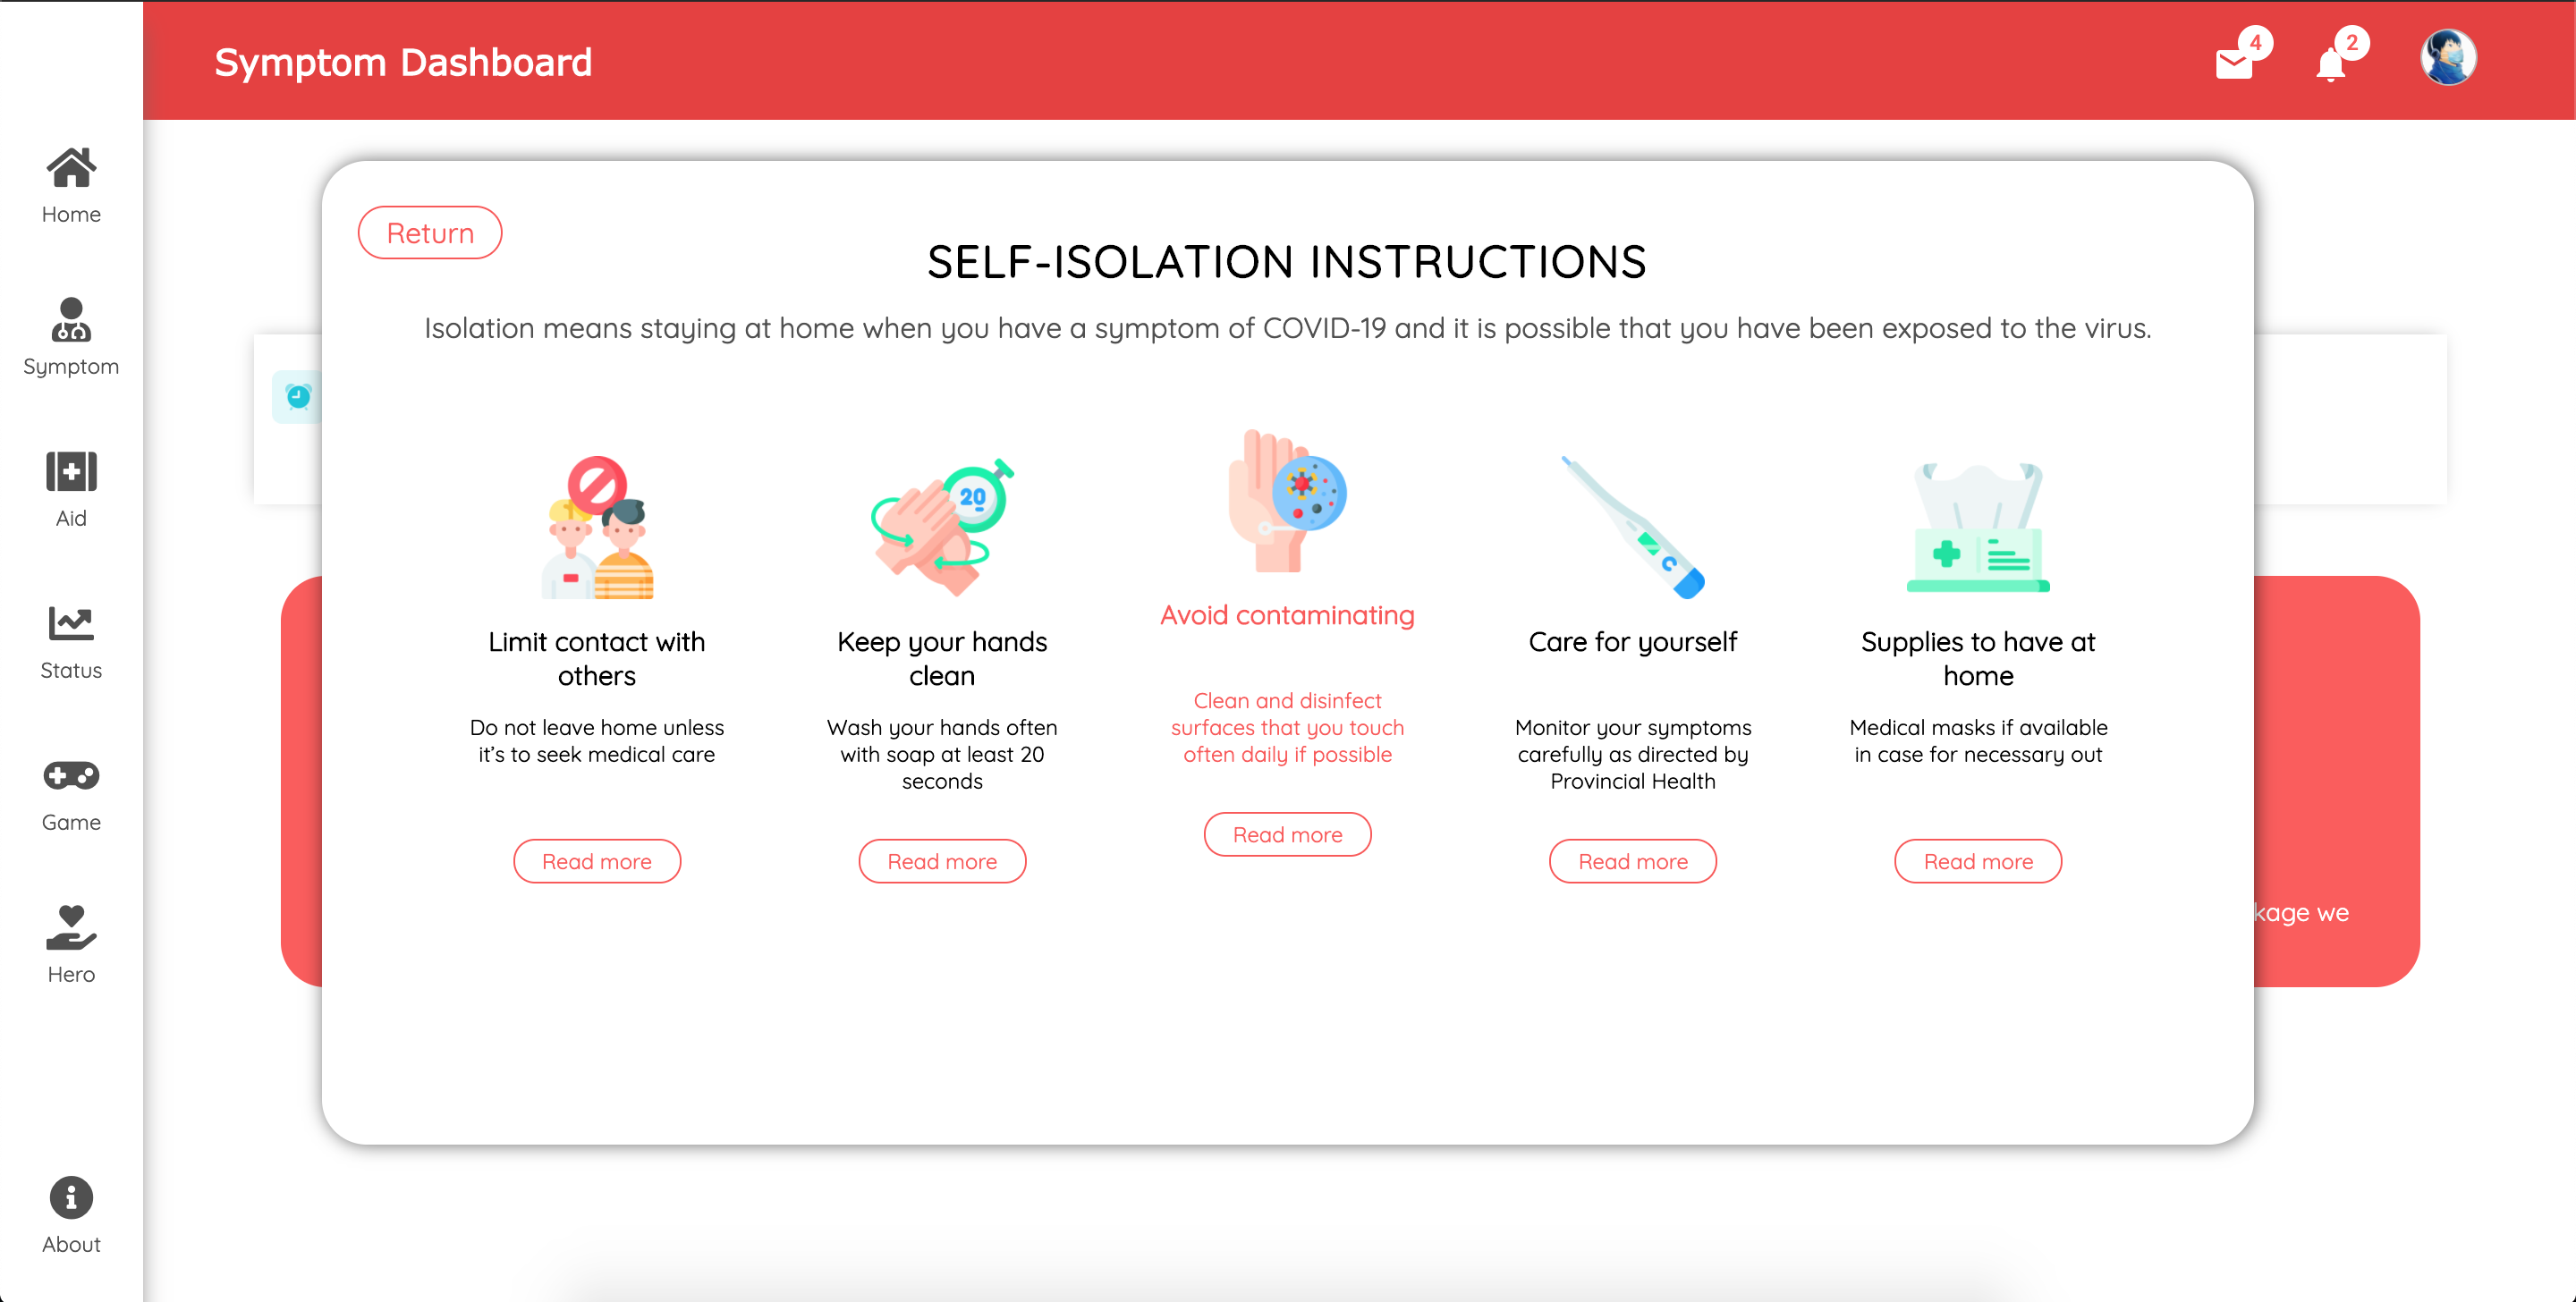 Symptom Dashboard
4
2
Home
Symptom
Aid
Status
Game
Hero
About
Return
SELF-ISOLATION INSTRUCTIONS
Isolation means staying at home when you have a symptom of COVID-19 and it is possible that you have been exposed to the virus.
20
Limit contact with
others
Do not leave home unless
it's to seek medical care
Read more
Keep your hands
clean
Wash your hands often
with soap at least 20
seconds
Read more
Avoid contaminating
Clean and disinfect
surfaces that you touch
often daily if possible
Read more
C
Care for yourself
Monitor your symptoms
carefully as directed by
Provincial Health
Read more
Supplies to have at
home
Medical masks if available
in case for necessary out
Read more
kage we